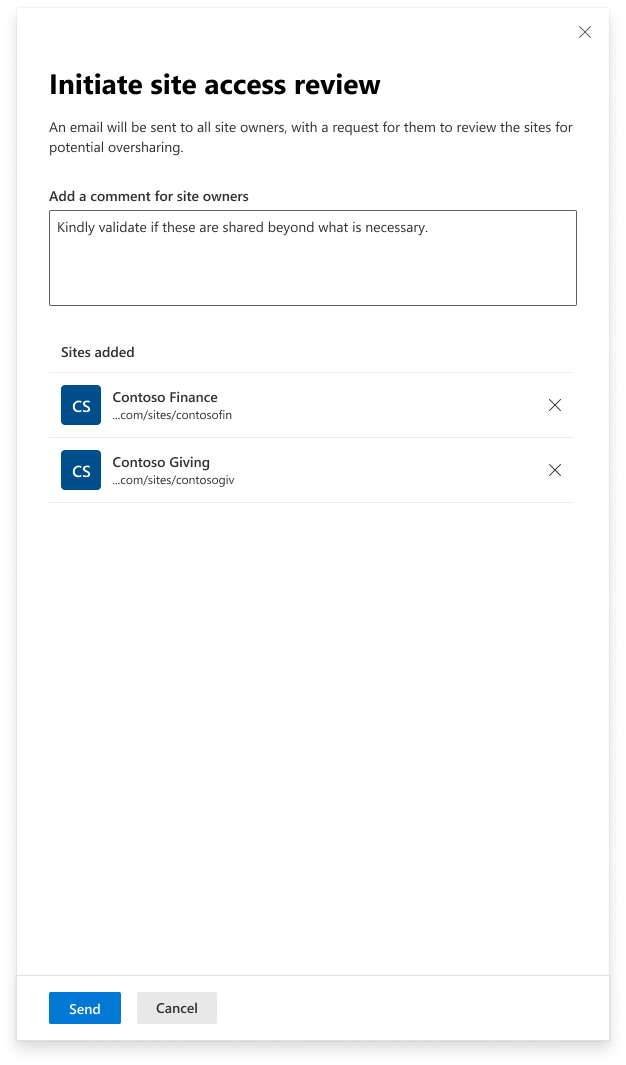 Initiate site access review
An email will be sent to all site owners, with a request for them to review the sites for
potential oversharing.
Add a comment for site owners
Kindly validate if these are shared beyond what is necessary.
Sites added
CS
Contoso Finance
...com/sites/contosofin
CS
Contoso Giving
...com/sites/contosogiv
Send
Cancel